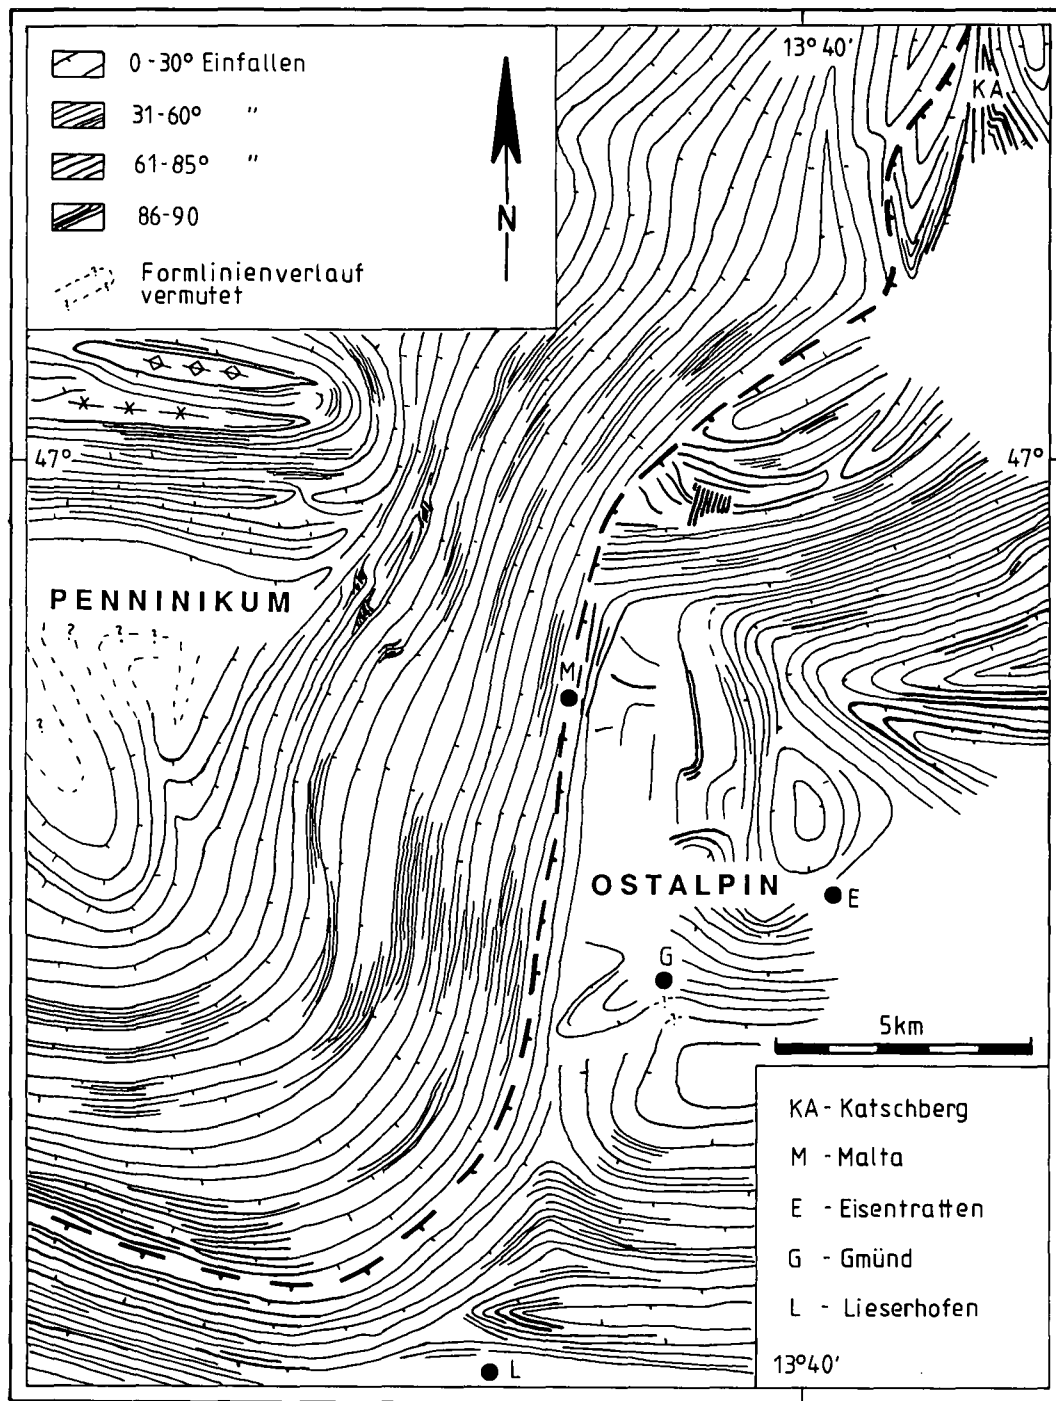 0-30° Einfallen
31-60° "
61-85° "
86-90
Formlinienverlauf
vermutet
N
13°40'
N
KA
47°
47°
PENNINIKUM
? ?- ?-
?
M
OSTALPIN
E
G
5km
KA - Katschberg
M - Malta
E - Eisentratten
G - Gmünd
L - Lieserhofen
L
13°40'